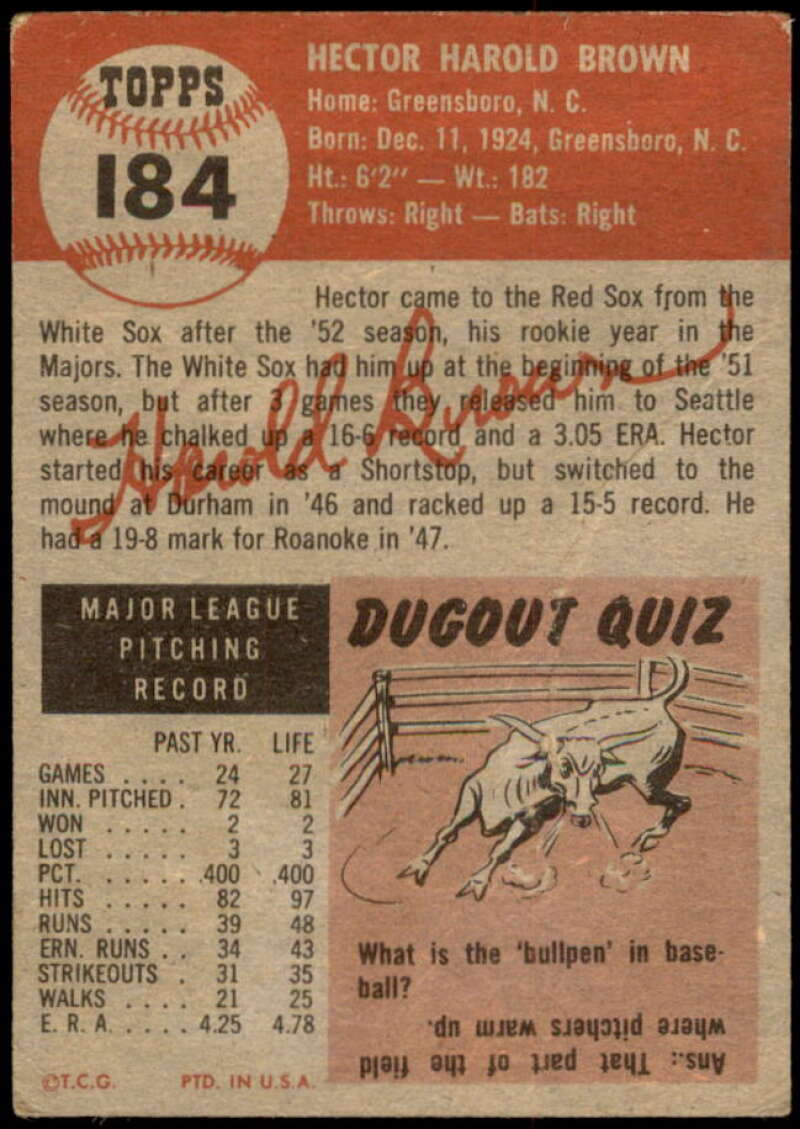 TOPPS
184
HECTOR HAROLD BROWN
Home: Greensboro, N. C.
Born: Dec. 11, 1924, Greensboro, N. C.
Ht.: 6'2" — Wt.: 182
Throws: Right — Bats: Right
Hector came to the Red Sox from the
White Sox after the '52 season, his rookie year in the
Majors. The White Sox had him up at the beginning of the '51
season, but after 3 games they released him to Seattle
where he chalked up a 16-6 record and a 3.05 ERA. Hector
started his career as a Shortstop, but switched to the
mound at Durham in '46 and racked up a 15-5 record. He
had a 19-8 mark for Roanoke in '47.
Harold Brown
MAJOR LEAGUE
PITCHING
RECORD
PAST YR. LIFE
GAMES .... 24 27
INN. PITCHED . 72 81
WON ..... 2 2
LOST ..... 3 3
PCT. ..... .400 .400
HITS ..... 82 97
RUNS ..... 39 48
ERN. RUNS .. 34 43
STRIKEOUTS . 31 35
WALKS .... 21 25
E. R. A. .... 4.25 4.78
©T.C.G. PTD. IN U.S.A.
DUGOUT QUIZ
What is the 'bullpen' in base-
ball?
Ans.: That part of the field
where pitchers warm up.